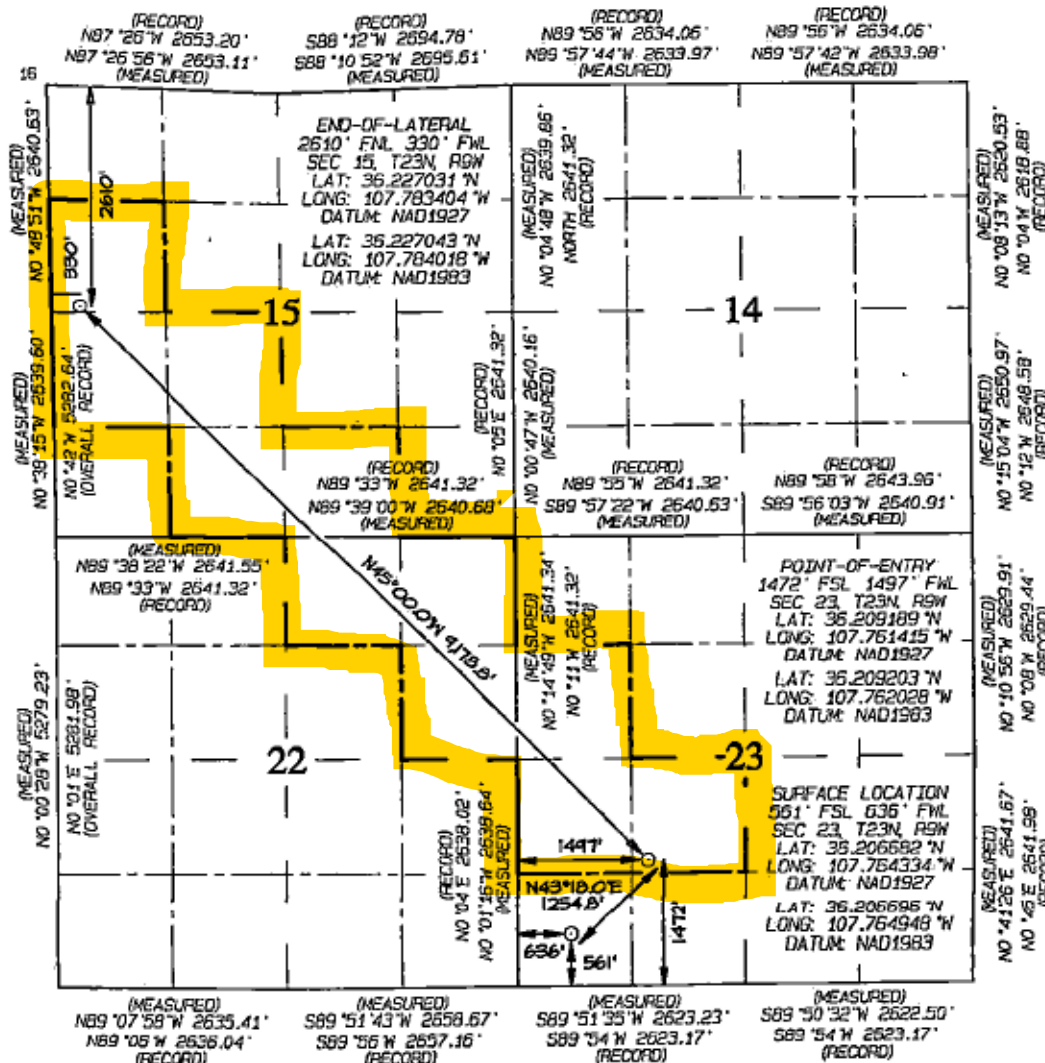 (RECORD)
N87 °26'W 2653.20'
N87 °26'56"W 2653.11'
(MEASURED)
(RECORD)
S88 °12'W 2694.78'
S88 °10'52"W 2695.61'
(MEASURED)
(RECORD)
N89 °56'W 2634.06'
N89 °57'44"W 2633.97'
(MEASURED)
(RECORD)
N89 °56'W 2634.06'
N89 °57'42"W 2633.98'
(MEASURED)
16
(MEASURED)
N0 °48'51"W 2640.63'
2610'
330'
END-OF-LATERAL
2610' FNL 330' FWL
SEC 15, T23N, R9W
LAT: 36.227031 °N
LONG: 107.783404 °W
DATUM: NAD1927
LAT: 36.227043 °N
LONG: 107.784018 °W
DATUM: NAD1983
N0 °04'48"W 2639.86'
NORTH 2641.32'
(RECORD)
(MEASURED)
N0 °08'13"W 2620.53'
N0 °04'W 2618.88'
(RECORD)
15
14
(MEASURED)
N0 °38'15"W 2639.60'
N0 °42'W 5282.64'
(OVERALL RECORD)
(RECORD)
N0 °05'E 2641.32'
N0 °00'47"W 2640.16'
(MEASURED)
(MEASURED)
N0 °15'04"W 2650.97'
N0 °12'W 2648.58'
(RECORD)
(RECORD)
N89 °33'W 2641.32'
N89 °39'00"W 2640.68'
(MEASURED)
(RECORD)
N89 °55'W 2641.32'
S89 °57'22"W 2640.53'
(MEASURED)
(RECORD)
N89 °58'W 2643.96'
S89 °56'03"W 2640.91'
(MEASURED)
(MEASURED)
N89 °38'22"W 2641.55'
N89 °33'W 2641.32'
(RECORD)
N45°00.0'W 9178.8'
(MEASURED)
N0 °14'49"W 2641.34'
N0 °11'W 2641.32'
(RECORD)
POINT-OF-ENTRY
1472' FSL 1497' FWL
SEC 23, T23N, R9W
LAT: 36.209189 °N
LONG: 107.761415 °W
DATUM: NAD1927
LAT: 36.209203 °N
LONG: 107.762028 °W
DATUM: NAD1983
(MEASURED)
N0 °10'56"W 2629.91'
N0 °08'W 2629.44'
(RECORD)
(MEASURED)
N0 °00'28"W 5279.23'
N0 °01'E 5281.98'
(OVERALL RECORD)
22
23
(RECORD)
N0 °04'E 2638.02'
N0 °01'16"W 2638.64'
(MEASURED)
1497'
N43°18.0'E
1254.8'
636'
561'
1472'
SURFACE LOCATION
561' FSL 636' FWL
SEC 23, T23N, R9W
LAT: 36.206682 °N
LONG: 107.764334 °W
DATUM: NAD1927
LAT: 36.206696 °N
LONG: 107.764948 °W
DATUM: NAD1983
(MEASURED)
N0 °41'26"E 2641.67'
N0 °45'E 2641.98'
(RECORD)
(MEASURED)
N89 °07'58"W 2635.41'
N89 °06'W 2636.04'
(RECORD)
(MEASURED)
S89 °51'43"W 2658.67'
S89 °56'W 2657.16'
(RECORD)
(MEASURED)
S89 °51'35"W 2623.23'
S89 °54'W 2623.17'
(RECORD)
(MEASURED)
S89 °50'32"W 2622.50'
S89 °54'W 2623.17'
(RECORD)